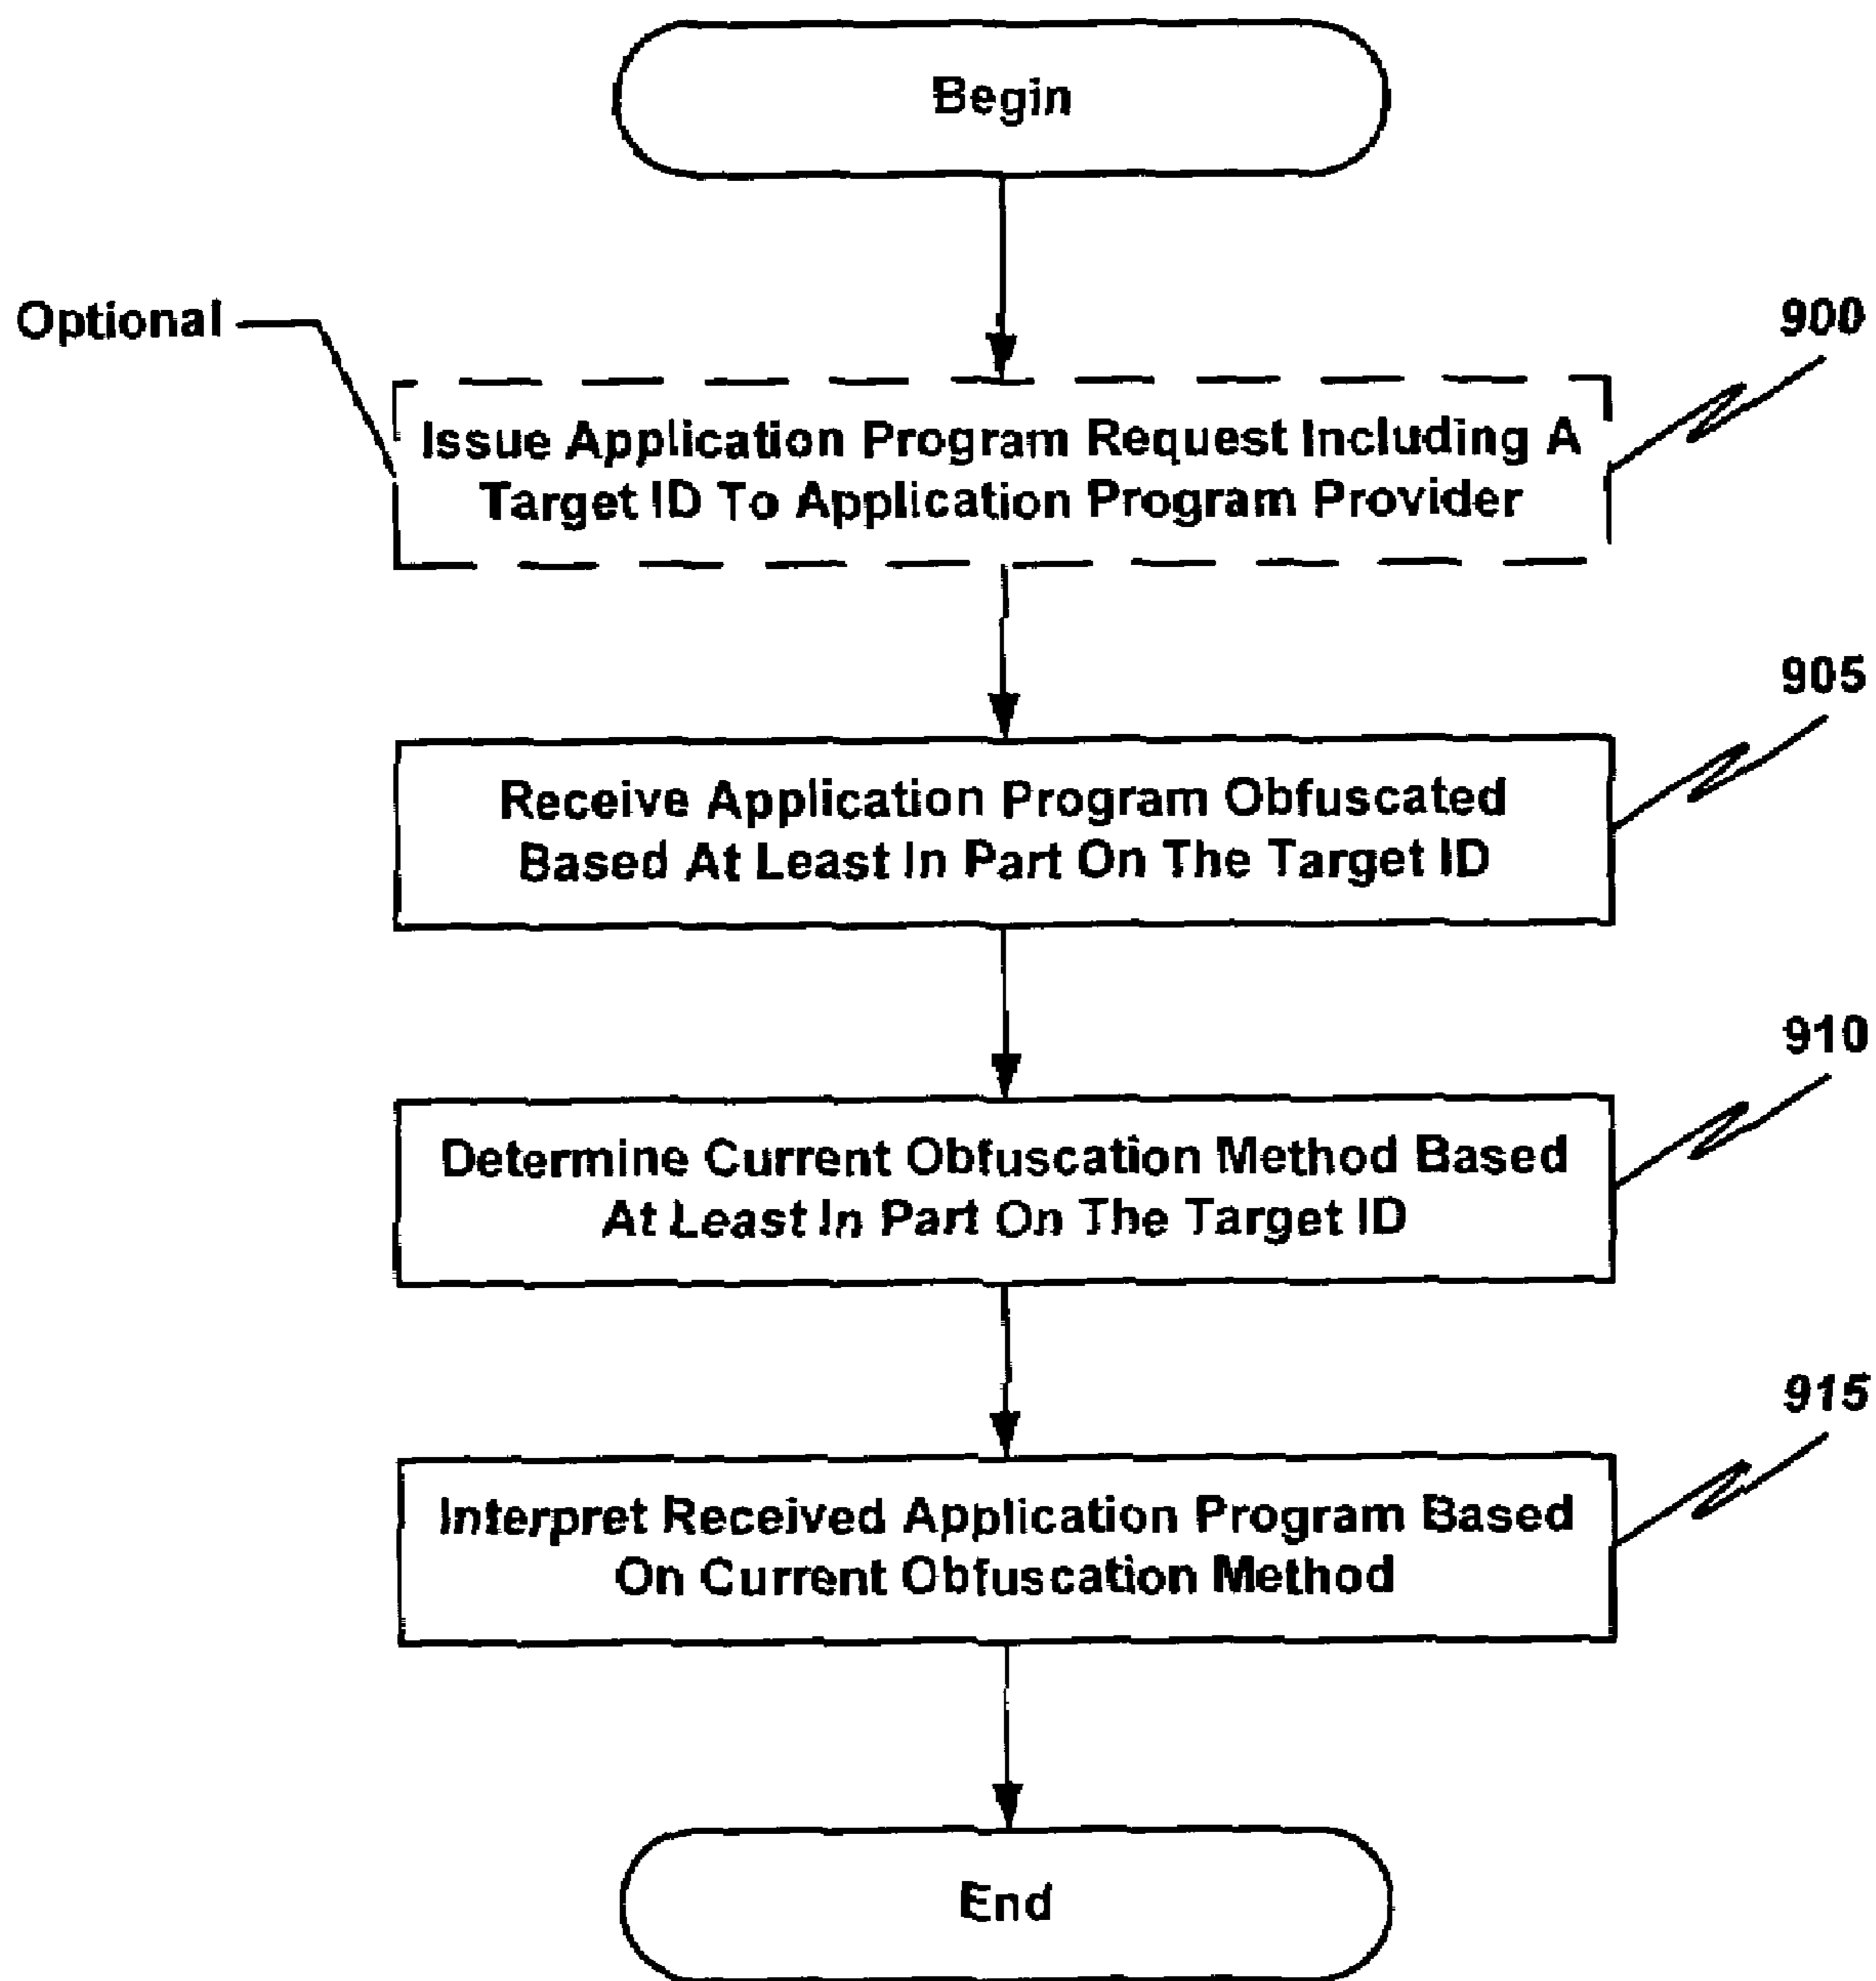 Begin
Optional
900
Issue Application Program Request Including A
Target ID To Application Program Provider
905
Receive Application Program Obfuscated
Based At Least In Part On The Target ID
910
Determine Current Obfuscation Method Based
At Least In Part On The Target ID
915
Interpret Received Application Program Based
On Current Obfuscation Method
End